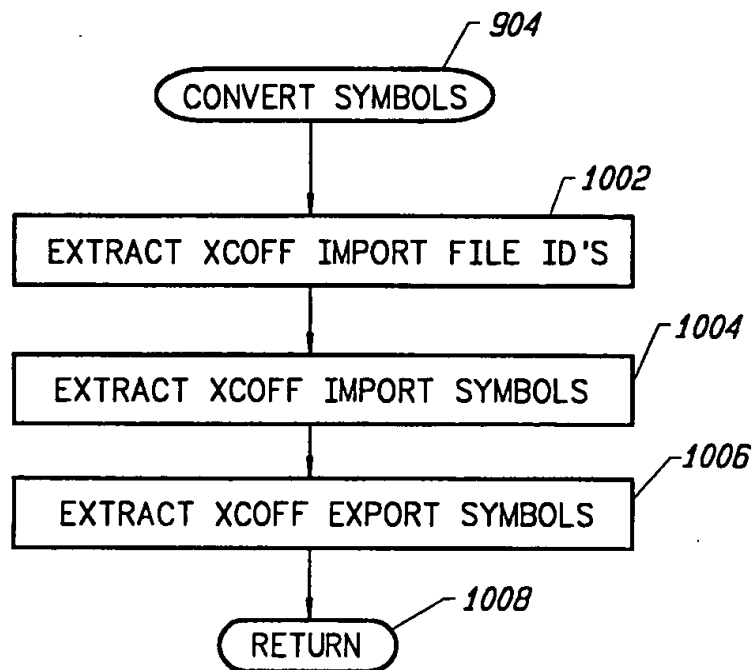 904
CONVERT SYMBOLS
1002
EXTRACT XCOFF IMPORT FILE ID'S
1004
EXTRACT XCOFF IMPORT SYMBOLS
1006
EXTRACT XCOFF EXPORT SYMBOLS
1008
RETURN